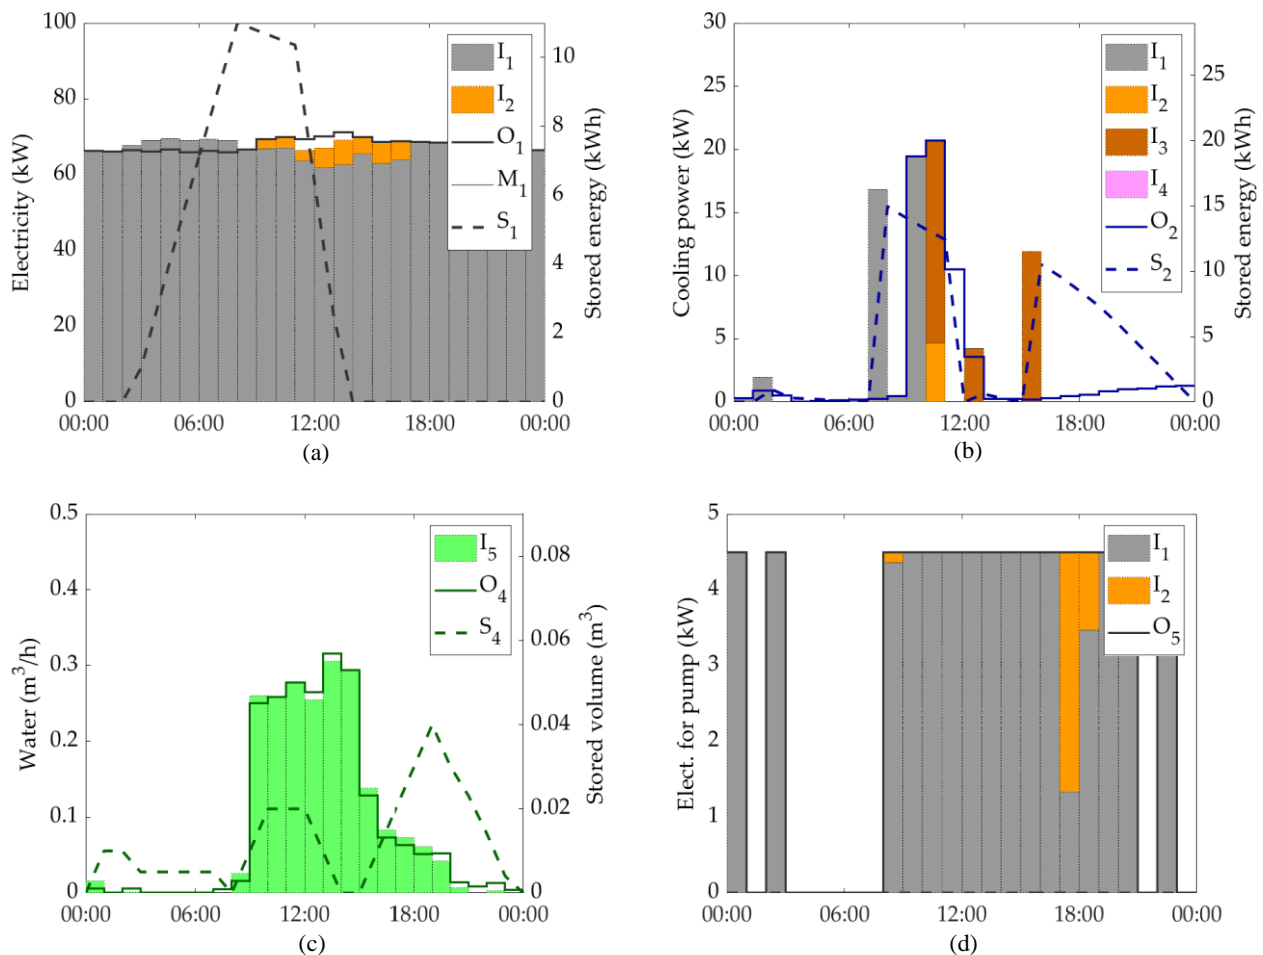 100
80
60
40
20
0
Electricity (kW)
I1
I2
O1
M1
S1
10
8
6
4
2
0
Stored energy (kWh)
00:00 06:00 12:00 18:00 00:00
(a)
30
25
20
15
10
5
0
Cooling power (kW)
I1
I2
I3
I4
O2
S2
25
20
15
10
5
0
Stored energy (kWh)
00:00 06:00 12:00 18:00 00:00
(b)
0.5
0.4
0.3
0.2
0.1
0
Water (m³/h)
I5
O4
S4
0.08
0.06
0.04
0.02
0
Stored volume (m³)
00:00 06:00 12:00 18:00 00:00
(c)
5
4
3
2
1
0
Elect. for pump (kW)
I1
I2
O5
00:00 06:00 12:00 18:00 00:00
(d)